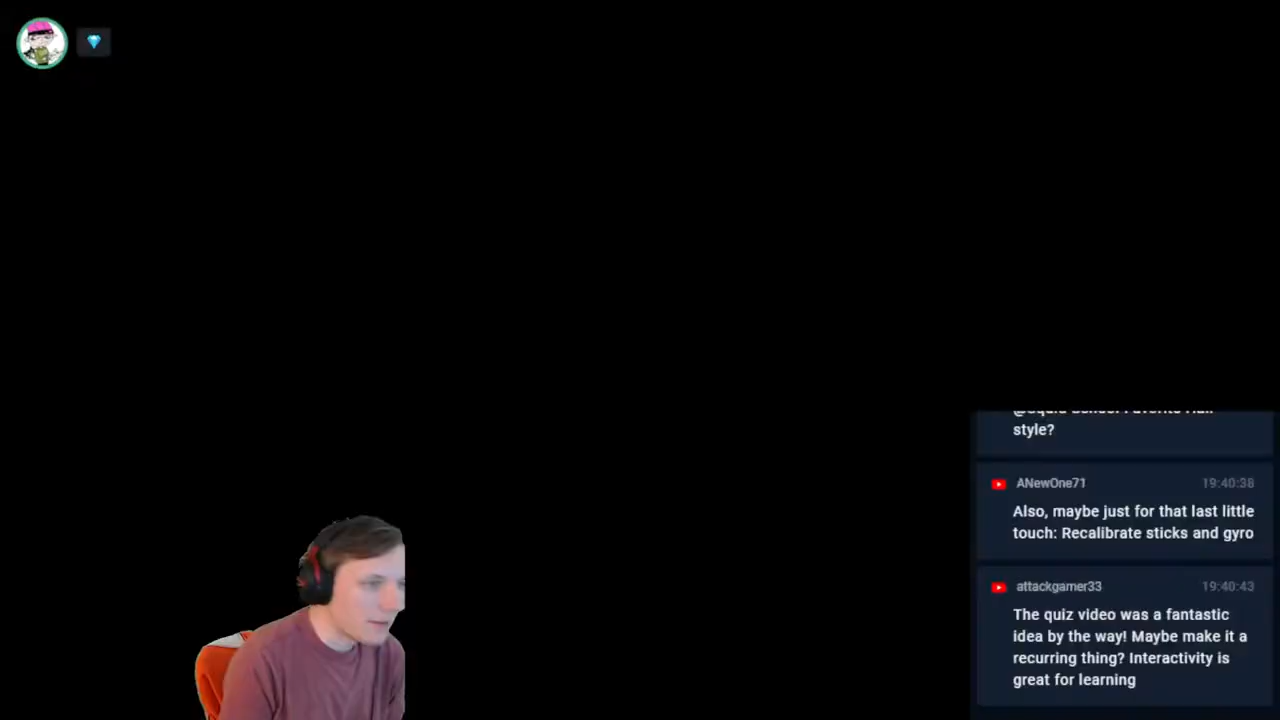 style?
ANewOne71 19:40:38
Also, maybe just for that last little
touch: Recalibrate sticks and gyro
attackgamer33 19:40:43
The quiz video was a fantastic
idea by the way! Maybe make it a
recurring thing? Interactivity is
great for learning